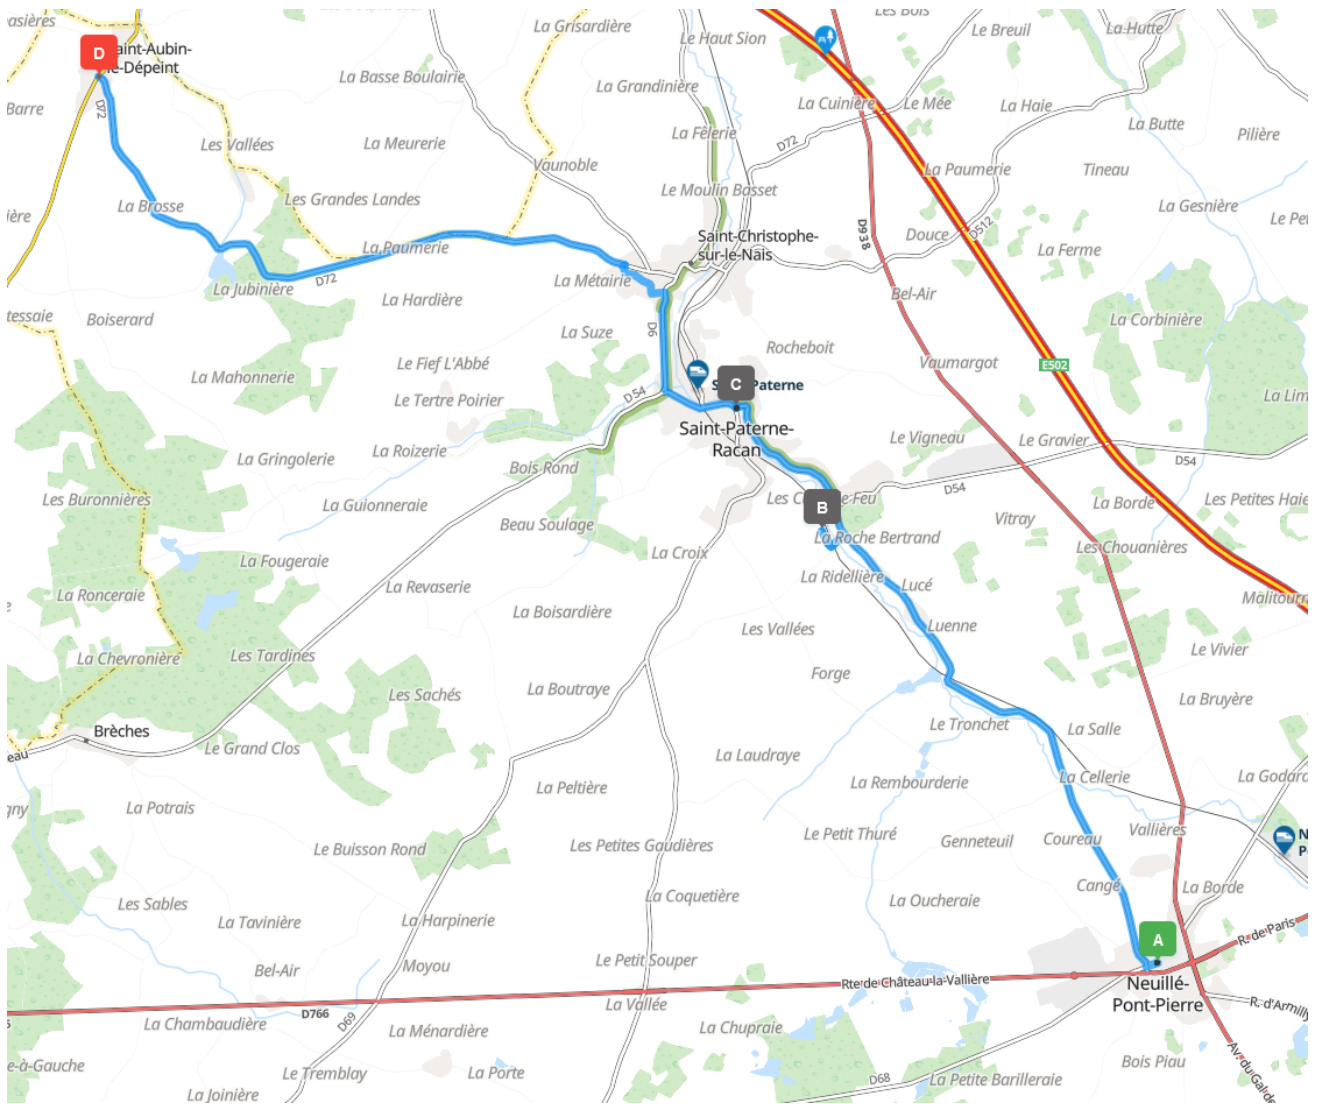 La Grisardière
Les Bois
Le Haut Sion
Le Breuil
La Hutte
D
Saint-Aubin-
le-Dépeint
La Basse Boulairie
La Grandinière
La Cuinière
Le Mée
La Haie
Barre
D72
La Butte
Pilière
La Fêlerie
Les Vallées
La Meurerie
D72
Vaunoble
La Paumerie
Tineau
Le Moulin Basset
Les Grandes Landes
La Brosse
La Gesnière
D938
D512
Douce
Saint-Christophe-
sur-le-Nais
La Paumerie
La Ferme
D72
La Jubinière
La Métairie
La Hardière
Bel-Air
Boiserard
La Corbinière
D6
La Suze
Rocheboit
Le Fief L'Abbé
Vaumargot
E502
La Mahonnerie
C
D54
Le Tertre Poirier
Saint-Paterne-
Racan
La Roizerie
Le Vigneau
Le Gravier
La Gringolerie
Bois Rond
D54
D54
Les Buronnières
La Guionneraie
B
La Borde
Les Petites Haie
Beau Soulage
Vitray
La Roche Bertrand
La Croix
Les Chouanières
La Fougeraie
La Ridellière
Lucé
La Revaserie
La Ronceraie
Malitourn
La Boisardière
Les Vallées
Luenne
La Chevronière
Les Tardines
Le Vivier
Forge
Les Sachés
La Boutraye
La Bruyère
Brèches
Le Tronchet
La Salle
Le Grand Clos
La Laudraye
La Cellerie
La Godard
La Peltière
La Rembourderie
La Potrais
Le Petit Thuré
Genneteuil
Coureau
Vallières
Le Buisson Rond
Les Petites Gaudières
Cangé
La Borde
La Coquetière
Les Sables
La Oucheraie
La Tavinière
La Harpinerie
A
R. de Paris
Bel-Air
Moyou
Le Petit Souper
Rte de Château-la-Vallière
Neuillé-
Pont-Pierre
La Vallée
R. d'Armilly
D766
D69
La Chambaudière
La Ménardière
La Chupraie
Bois Piau
e-à-Gauche
Le Tremblay
La Porte
D68
La Petite Barilleraie
La Joinière